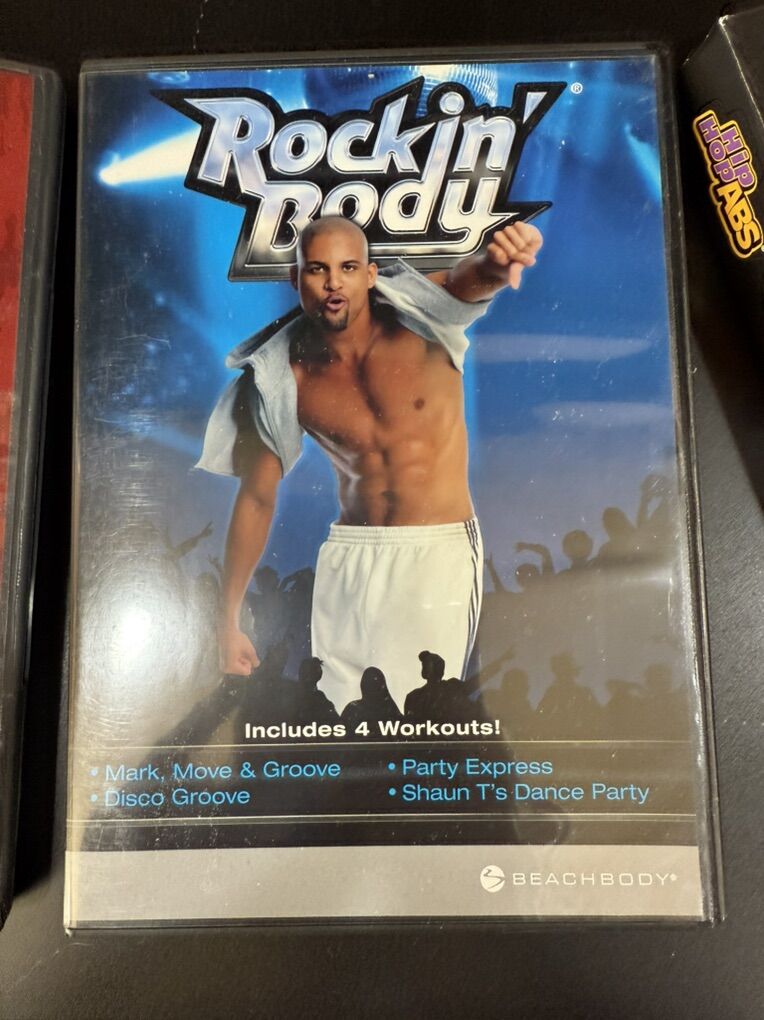 Rockin'®
Body
Includes 4 Workouts!
• Mark, Move & Groove
• Disco Groove
• Party Express
• Shaun T's Dance Party
BEACHBODY®
HIP
HOP ABS